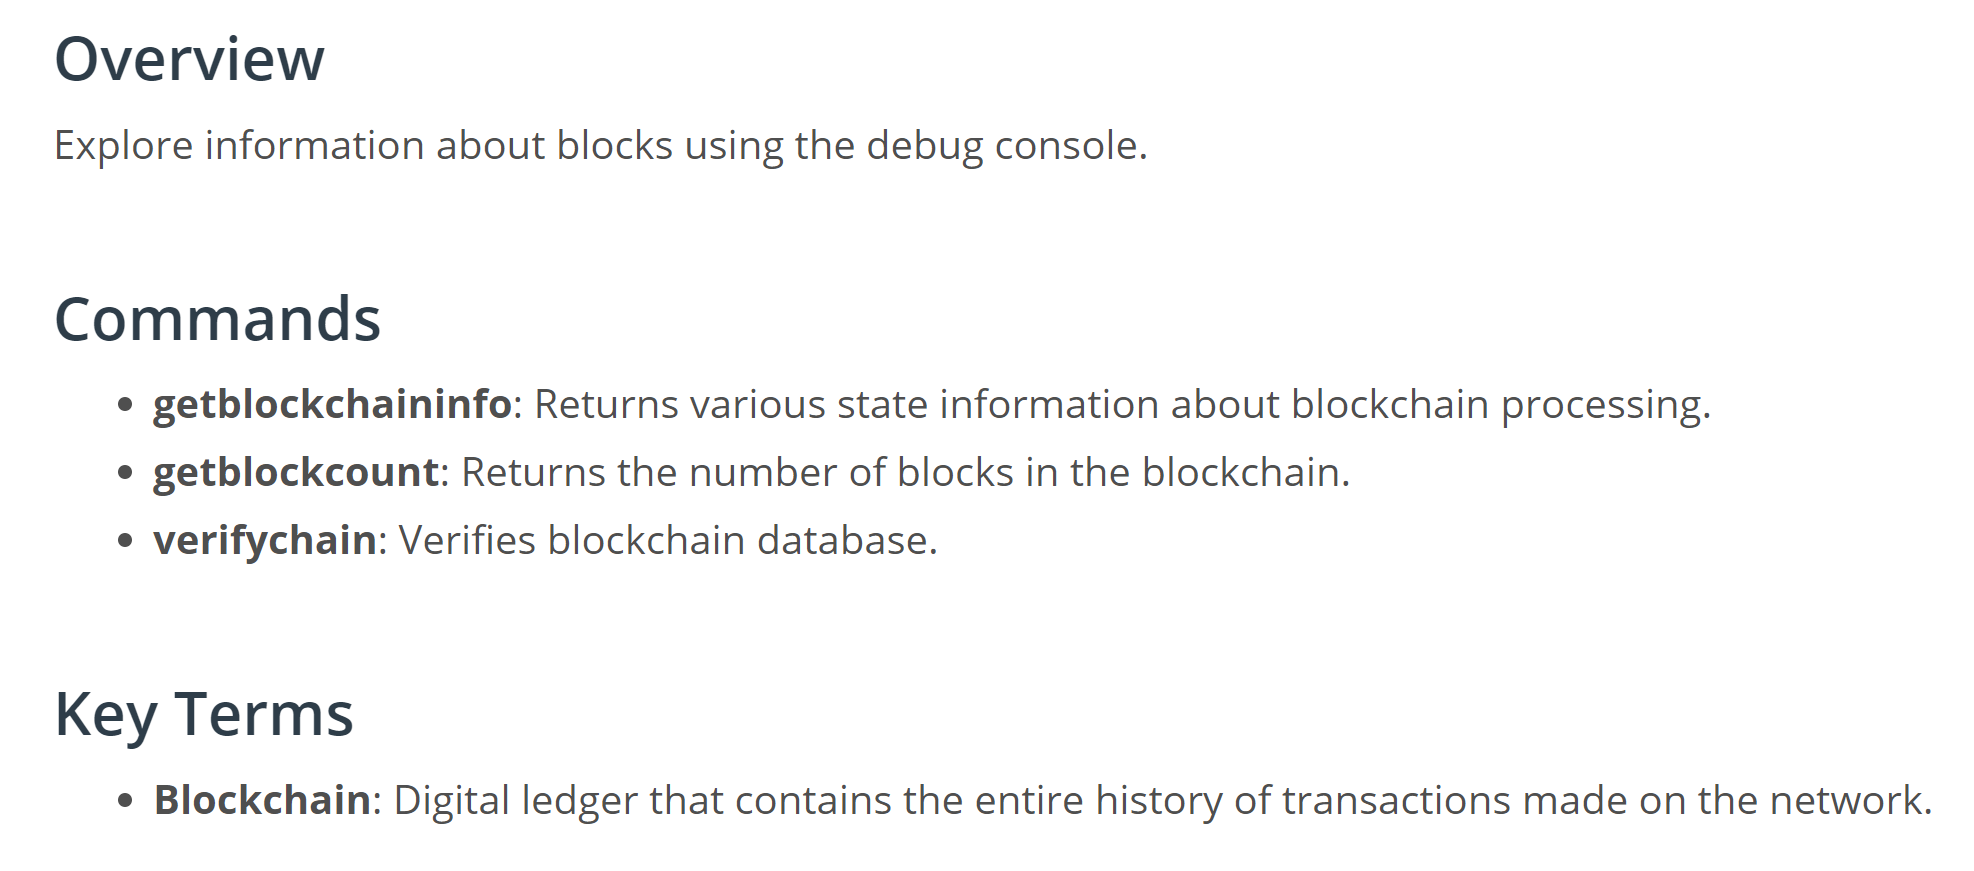 Overview
Explore information about blocks using the debug console.
Commands
• getblockchaininfo: Returns various state information about blockchain processing.
• getblockcount: Returns the number of blocks in the blockchain.
• verifychain: Verifies blockchain database.
Key Terms
• Blockchain: Digital ledger that contains the entire history of transactions made on the network.